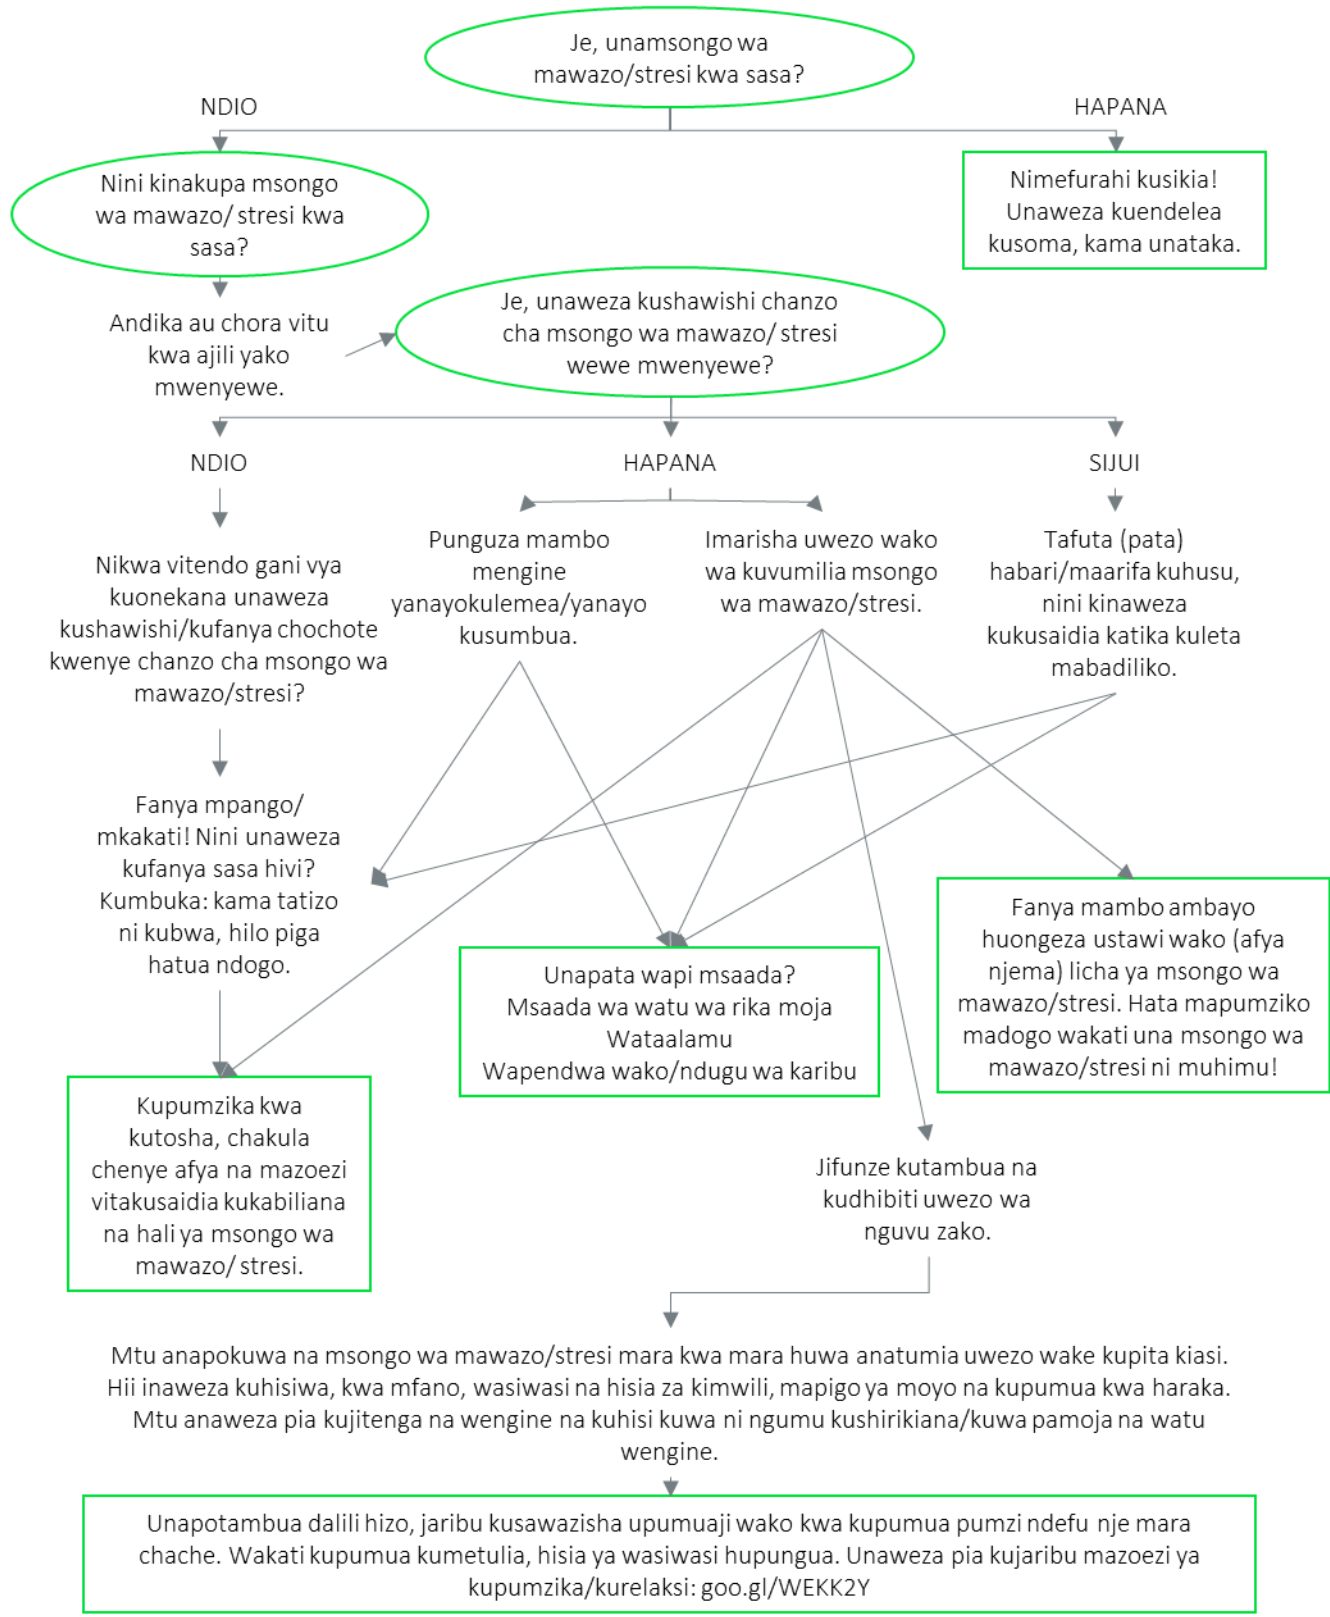 Je, unamsongo wa
mawazo/stresi kwa sasa?
NDIO
HAPANA
Nini kinakupa msongo
wa mawazo/ stresi kwa
sasa?
Nimefurahi kusikia!
Unaweza kuendelea
kusoma, kama unataka.
Andika au chora vitu
kwa ajili yako
mwenyewe.
Je, unaweza kushawishi chanzo
cha msongo wa mawazo/ stresi
wewe mwenyewe?
NDIO
HAPANA
SIJUI
Nikwa vitendo gani vya
kuonekana unaweza
kushawishi/kufanya chochote
kwenye chanzo cha msongo wa
mawazo/stresi?
Punguza mambo
mengine
yanayokulemea/yanayo
kusumbua.
Imarisha uwezo wako
wa kuvumilia msongo
wa mawazo/stresi.
Tafuta (pata)
habari/maarifa kuhusu,
nini kinaweza
kukusaidia katika kuleta
mabadiliko.
Fanya mpango/
mkakati! Nini unaweza
kufanya sasa hivi?
Kumbuka: kama tatizo
ni kubwa, hilo piga
hatua ndogo.
Unapata wapi msaada?
Msaada wa watu wa rika moja
Wataalamu
Wapendwa wako/ndugu wa karibu
Fanya mambo ambayo
huongeza ustawi wako (afya
njema) licha ya msongo wa
mawazo/stresi. Hata mapumziko
madogo wakati una msongo wa
mawazo/stresi ni muhimu!
Kupumzika kwa
kutosha, chakula
chenye afya na mazoezi
vitakusaidia kukabiliana
na hali ya msongo wa
mawazo/ stresi.
Jifunze kutambua na
kudhibiti uwezo wa
nguvu zako.
Mtu anapokuwa na msongo wa mawazo/stresi mara kwa mara huwa anatumia uwezo wake kupita kiasi.
Hii inaweza kuhisiwa, kwa mfano, wasiwasi na hisia za kimwili, mapigo ya moyo na kupumua kwa haraka.
Mtu anaweza pia kujitenga na wengine na kuhisi kuwa ni ngumu kushirikiana/kuwa pamoja na watu
wengine.
Unapotambua dalili hizo, jaribu kusawazisha upumuaji wako kwa kupumua pumzi ndefu nje mara
chache. Wakati kupumua kumetulia, hisia ya wasiwasi hupungua. Unaweza pia kujaribu mazoezi ya
kupumzika/kurelaksi: goo.gl/WEKK2Y